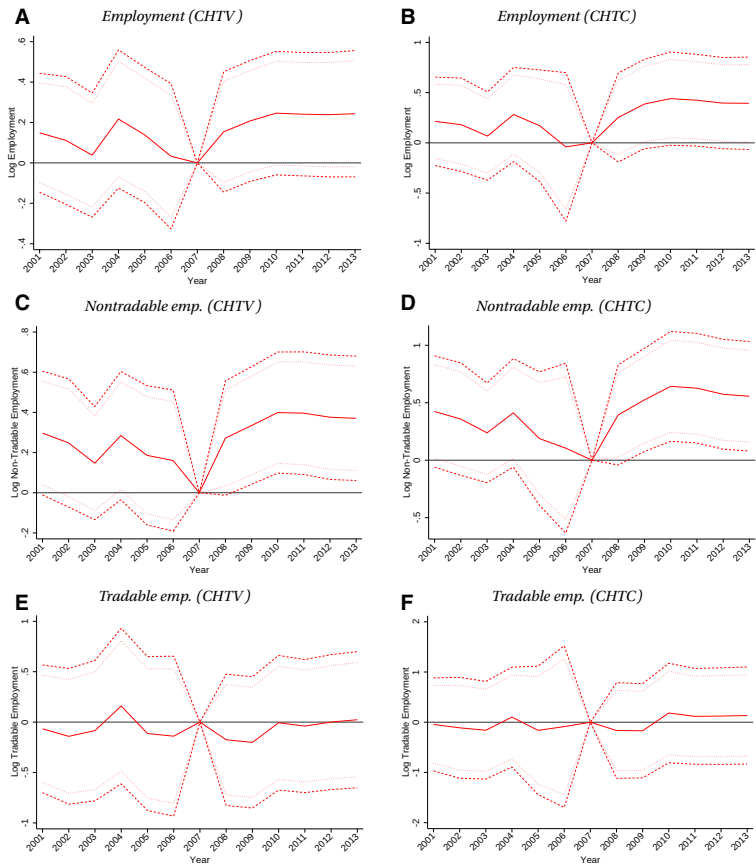 A
Employment (CHTV)
Log Employment
.6
.4
.2
0
-.2
-.4
2001 2002 2003 2004 2005 2006 2007 2008 2009 2010 2011 2012 2013
Year
B
Employment (CHTC)
Log Employment
1
0.5
0
-.5
-1
2001 2002 2003 2004 2005 2006 2007 2008 2009 2010 2011 2012 2013
Year
C
Nontradable emp. (CHTV)
Log Non-Tradable Employment
.8
.6
.4
.2
0
-.2
2001 2002 2003 2004 2005 2006 2007 2008 2009 2010 2011 2012 2013
Year
D
Nontradable emp. (CHTC)
Log Non-Tradable Employment
1
.5
0
-.5
2001 2002 2003 2004 2005 2006 2007 2008 2009 2010 2011 2012 2013
Year
E
Tradable emp. (CHTV)
Log Tradable Employment
1
.5
0
-.5
-1
2001 2002 2003 2004 2005 2006 2007 2008 2009 2010 2011 2012 2013
Year
F
Tradable emp. (CHTC)
Log Tradable Employment
2
1
0
-1
-2
2001 2002 2003 2004 2005 2006 2007 2008 2009 2010 2011 2012 2013
Year